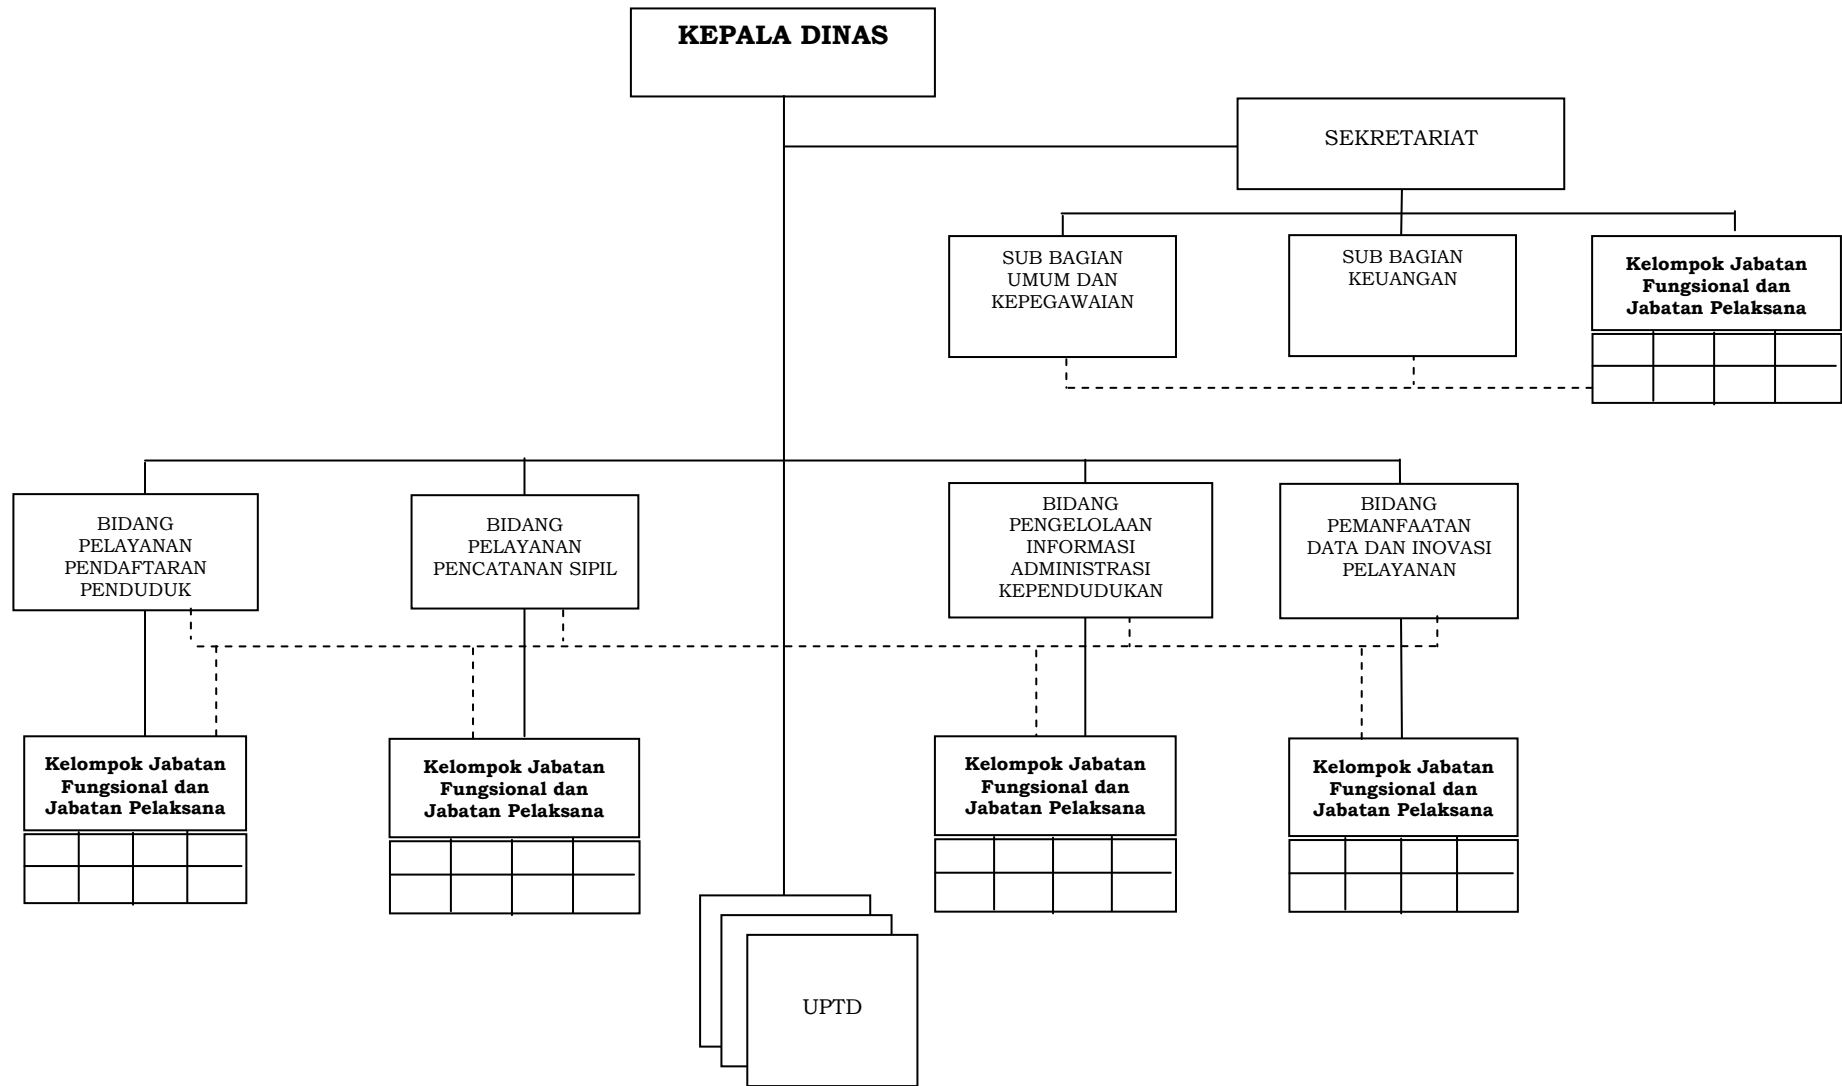 KEPALA DINAS
SEKRETARIAT
SUB BAGIAN
UMUM DAN
KEPEGAWAIAN
SUB BAGIAN
KEUANGAN
Kelompok Jabatan
Fungsional dan
Jabatan Pelaksana
BIDANG
PELAYANAN
PENDAFTARAN
PENDUDUK
BIDANG
PELAYANAN
PENCATANAN SIPIL
BIDANG
PENGELOLAAN
INFORMASI
ADMINISTRASI
KEPENDUDUKAN
BIDANG
PEMANFAATAN
DATA DAN INOVASI
PELAYANAN
Kelompok Jabatan
Fungsional dan
Jabatan Pelaksana
Kelompok Jabatan
Fungsional dan
Jabatan Pelaksana
Kelompok Jabatan
Fungsional dan
Jabatan Pelaksana
Kelompok Jabatan
Fungsional dan
Jabatan Pelaksana
UPTD